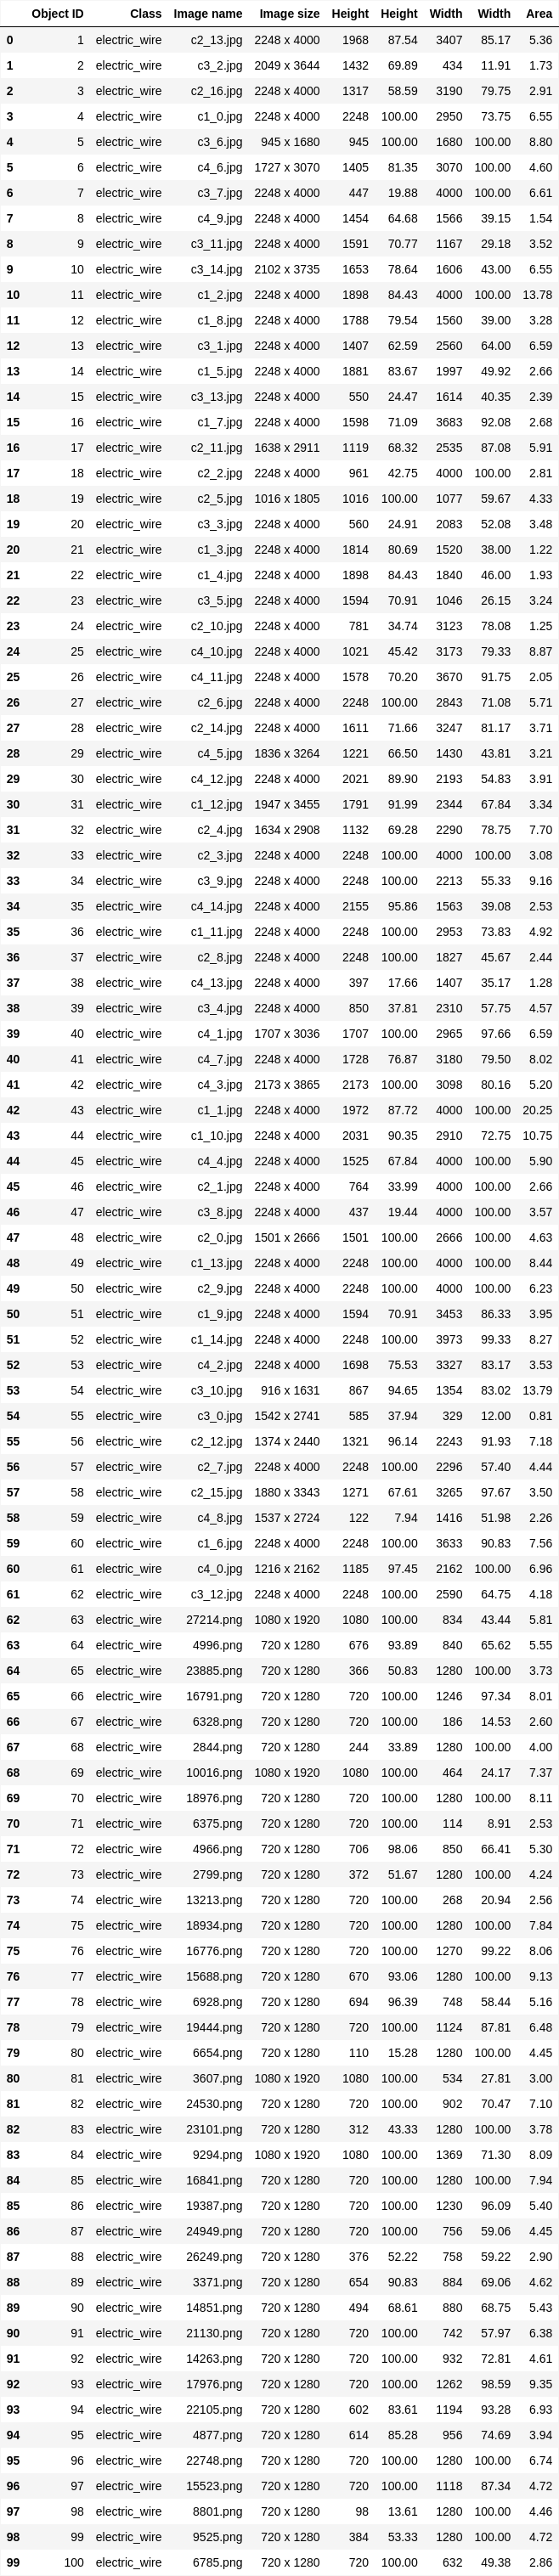 Object ID Class Image name Image size Height Height Width Width Area
0 1 electric_wire c2_13.jpg 2248 x 4000 1968 87.54 3407 85.17 5.36
1 2 electric_wire c3_2.jpg 2049 x 3644 1432 69.89 434 11.91 1.73
2 3 electric_wire c2_16.jpg 2248 x 4000 1317 58.59 3190 79.75 2.91
3 4 electric_wire c1_0.jpg 2248 x 4000 2248 100.00 2950 73.75 6.55
4 5 electric_wire c3_6.jpg 945 x 1680 945 100.00 1680 100.00 8.80
5 6 electric_wire c4_6.jpg 1727 x 3070 1405 81.35 3070 100.00 4.60
6 7 electric_wire c3_7.jpg 2248 x 4000 447 19.88 4000 100.00 6.61
7 8 electric_wire c4_9.jpg 2248 x 4000 1454 64.68 1566 39.15 1.54
8 9 electric_wire c3_11.jpg 2248 x 4000 1591 70.77 1167 29.18 3.52
9 10 electric_wire c3_14.jpg 2102 x 3735 1653 78.64 1606 43.00 6.55
10 11 electric_wire c1_2.jpg 2248 x 4000 1898 84.43 4000 100.00 13.78
11 12 electric_wire c1_8.jpg 2248 x 4000 1788 79.54 1560 39.00 3.28
12 13 electric_wire c3_1.jpg 2248 x 4000 1407 62.59 2560 64.00 6.59
13 14 electric_wire c1_5.jpg 2248 x 4000 1881 83.67 1997 49.92 2.66
14 15 electric_wire c3_13.jpg 2248 x 4000 550 24.47 1614 40.35 2.39
15 16 electric_wire c1_7.jpg 2248 x 4000 1598 71.09 3683 92.08 2.68
16 17 electric_wire c2_11.jpg 1638 x 2911 1119 68.32 2535 87.08 5.91
17 18 electric_wire c2_2.jpg 2248 x 4000 961 42.75 4000 100.00 2.81
18 19 electric_wire c2_5.jpg 1016 x 1805 1016 100.00 1077 59.67 4.33
19 20 electric_wire c3_3.jpg 2248 x 4000 560 24.91 2083 52.08 3.48
20 21 electric_wire c1_3.jpg 2248 x 4000 1814 80.69 1520 38.00 1.22
21 22 electric_wire c1_4.jpg 2248 x 4000 1898 84.43 1840 46.00 1.93
22 23 electric_wire c3_5.jpg 2248 x 4000 1594 70.91 1046 26.15 3.24
23 24 electric_wire c2_10.jpg 2248 x 4000 781 34.74 3123 78.08 1.25
24 25 electric_wire c4_10.jpg 2248 x 4000 1021 45.42 3173 79.33 8.87
25 26 electric_wire c4_11.jpg 2248 x 4000 1578 70.20 3670 91.75 2.05
26 27 electric_wire c2_6.jpg 2248 x 4000 2248 100.00 2843 71.08 5.71
27 28 electric_wire c2_14.jpg 2248 x 4000 1611 71.66 3247 81.17 3.71
28 29 electric_wire c4_5.jpg 1836 x 3264 1221 66.50 1430 43.81 3.21
29 30 electric_wire c4_12.jpg 2248 x 4000 2021 89.90 2193 54.83 3.91
30 31 electric_wire c1_12.jpg 1947 x 3455 1791 91.99 2344 67.84 3.34
31 32 electric_wire c2_4.jpg 1634 x 2908 1132 69.28 2290 78.75 7.70
32 33 electric_wire c2_3.jpg 2248 x 4000 2248 100.00 4000 100.00 3.08
33 34 electric_wire c3_9.jpg 2248 x 4000 2248 100.00 2213 55.33 9.16
34 35 electric_wire c4_14.jpg 2248 x 4000 2155 95.86 1563 39.08 2.53
35 36 electric_wire c1_11.jpg 2248 x 4000 2248 100.00 2953 73.83 4.92
36 37 electric_wire c2_8.jpg 2248 x 4000 2248 100.00 1827 45.67 2.44
37 38 electric_wire c4_13.jpg 2248 x 4000 397 17.66 1407 35.17 1.28
38 39 electric_wire c3_4.jpg 2248 x 4000 850 37.81 2310 57.75 4.57
39 40 electric_wire c4_1.jpg 1707 x 3036 1707 100.00 2965 97.66 6.59
40 41 electric_wire c4_7.jpg 2248 x 4000 1728 76.87 3180 79.50 8.02
41 42 electric_wire c4_3.jpg 2173 x 3865 2173 100.00 3098 80.16 5.20
42 43 electric_wire c1_1.jpg 2248 x 4000 1972 87.72 4000 100.00 20.25
43 44 electric_wire c1_10.jpg 2248 x 4000 2031 90.35 2910 72.75 10.75
44 45 electric_wire c4_4.jpg 2248 x 4000 1525 67.84 4000 100.00 5.90
45 46 electric_wire c2_1.jpg 2248 x 4000 764 33.99 4000 100.00 2.66
46 47 electric_wire c3_8.jpg 2248 x 4000 437 19.44 4000 100.00 3.57
47 48 electric_wire c2_0.jpg 1501 x 2666 1501 100.00 2666 100.00 4.63
48 49 electric_wire c1_13.jpg 2248 x 4000 2248 100.00 4000 100.00 8.44
49 50 electric_wire c2_9.jpg 2248 x 4000 2248 100.00 4000 100.00 6.23
50 51 electric_wire c1_9.jpg 2248 x 4000 1594 70.91 3453 86.33 3.95
51 52 electric_wire c1_14.jpg 2248 x 4000 2248 100.00 3973 99.33 8.27
52 53 electric_wire c4_2.jpg 2248 x 4000 1698 75.53 3327 83.17 3.53
53 54 electric_wire c3_10.jpg 916 x 1631 867 94.65 1354 83.02 13.79
54 55 electric_wire c3_0.jpg 1542 x 2741 585 37.94 329 12.00 0.81
55 56 electric_wire c2_12.jpg 1374 x 2440 1321 96.14 2243 91.93 7.18
56 57 electric_wire c2_7.jpg 2248 x 4000 2248 100.00 2296 57.40 4.44
57 58 electric_wire c2_15.jpg 1880 x 3343 1271 67.61 3265 97.67 3.50
58 59 electric_wire c4_8.jpg 1537 x 2724 122 7.94 1416 51.98 2.26
59 60 electric_wire c1_6.jpg 2248 x 4000 2248 100.00 3633 90.83 7.56
60 61 electric_wire c4_0.jpg 1216 x 2162 1185 97.45 2162 100.00 6.96
61 62 electric_wire c3_12.jpg 2248 x 4000 2248 100.00 2590 64.75 4.18
62 63 electric_wire 27214.png 1080 x 1920 1080 100.00 834 43.44 5.81
63 64 electric_wire 4996.png 720 x 1280 676 93.89 840 65.62 5.55
64 65 electric_wire 23885.png 720 x 1280 366 50.83 1280 100.00 3.73
65 66 electric_wire 16791.png 720 x 1280 720 100.00 1246 97.34 8.01
66 67 electric_wire 6328.png 720 x 1280 720 100.00 186 14.53 2.60
67 68 electric_wire 2844.png 720 x 1280 244 33.89 1280 100.00 4.00
68 69 electric_wire 10016.png 1080 x 1920 1080 100.00 464 24.17 7.37
69 70 electric_wire 18976.png 720 x 1280 720 100.00 1280 100.00 8.11
70 71 electric_wire 6375.png 720 x 1280 720 100.00 114 8.91 2.53
71 72 electric_wire 4966.png 720 x 1280 706 98.06 850 66.41 5.30
72 73 electric_wire 2799.png 720 x 1280 372 51.67 1280 100.00 4.24
73 74 electric_wire 13213.png 720 x 1280 720 100.00 268 20.94 2.56
74 75 electric_wire 18934.png 720 x 1280 720 100.00 1280 100.00 7.84
75 76 electric_wire 16776.png 720 x 1280 720 100.00 1270 99.22 8.06
76 77 electric_wire 15688.png 720 x 1280 670 93.06 1280 100.00 9.13
77 78 electric_wire 6928.png 720 x 1280 694 96.39 748 58.44 5.16
78 79 electric_wire 19444.png 720 x 1280 720 100.00 1124 87.81 6.48
79 80 electric_wire 6654.png 720 x 1280 110 15.28 1280 100.00 4.45
80 81 electric_wire 3607.png 1080 x 1920 1080 100.00 534 27.81 3.00
81 82 electric_wire 24530.png 720 x 1280 720 100.00 902 70.47 7.10
82 83 electric_wire 23101.png 720 x 1280 312 43.33 1280 100.00 3.78
83 84 electric_wire 9294.png 1080 x 1920 1080 100.00 1369 71.30 8.09
84 85 electric_wire 16841.png 720 x 1280 720 100.00 1280 100.00 7.94
85 86 electric_wire 19387.png 720 x 1280 720 100.00 1230 96.09 5.40
86 87 electric_wire 24949.png 720 x 1280 720 100.00 756 59.06 4.45
87 88 electric_wire 26249.png 720 x 1280 376 52.22 758 59.22 2.90
88 89 electric_wire 3371.png 720 x 1280 654 90.83 884 69.06 4.62
89 90 electric_wire 14851.png 720 x 1280 494 68.61 880 68.75 5.43
90 91 electric_wire 21130.png 720 x 1280 720 100.00 742 57.97 6.38
91 92 electric_wire 14263.png 720 x 1280 720 100.00 932 72.81 4.61
92 93 electric_wire 17976.png 720 x 1280 720 100.00 1262 98.59 9.35
93 94 electric_wire 22105.png 720 x 1280 602 83.61 1194 93.28 6.93
94 95 electric_wire 4877.png 720 x 1280 614 85.28 956 74.69 3.94
95 96 electric_wire 22748.png 720 x 1280 720 100.00 1280 100.00 6.74
96 97 electric_wire 15523.png 720 x 1280 720 100.00 1118 87.34 4.72
97 98 electric_wire 8801.png 720 x 1280 98 13.61 1280 100.00 4.46
98 99 electric_wire 9525.png 720 x 1280 384 53.33 1280 100.00 4.72
99 100 electric_wire 6785.png 720 x 1280 720 100.00 632 49.38 2.86